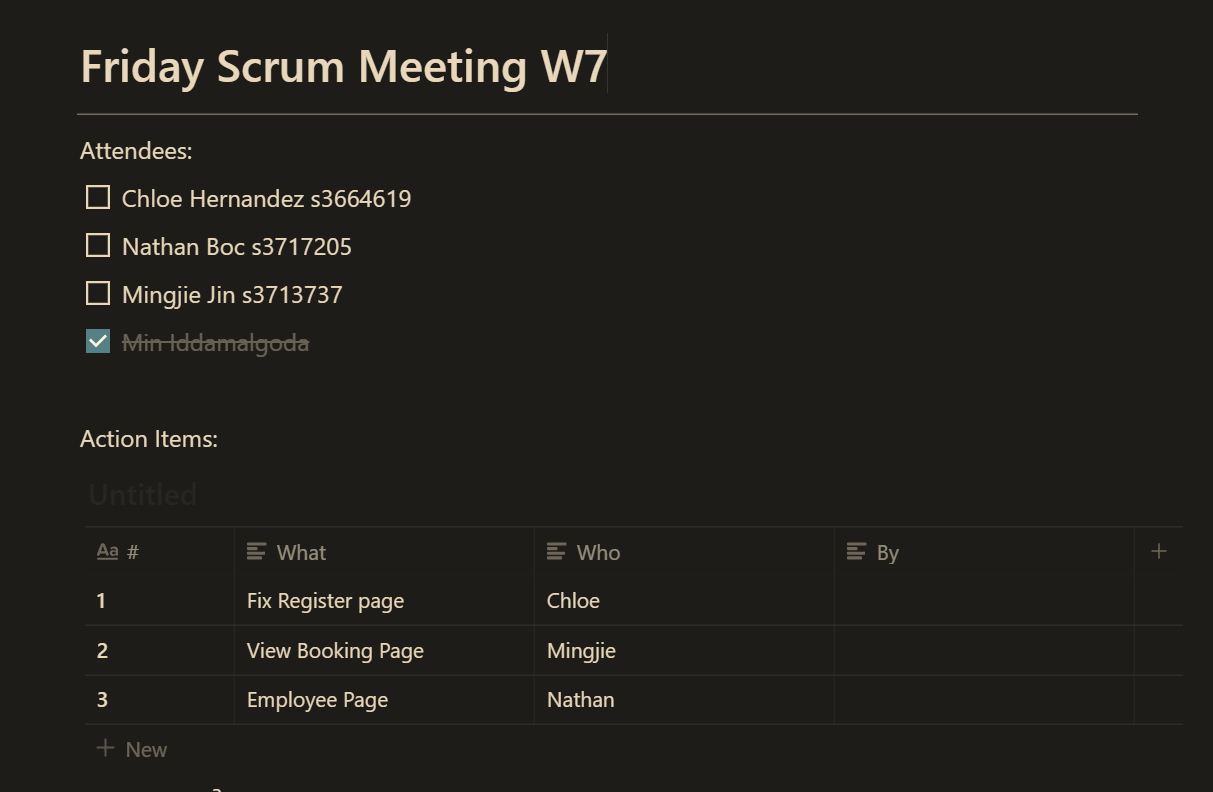 Friday Scrum Meeting W7
Attendees:
Chloe Hernandez s3664619
Nathan Boc s3717205
Mingjie Jin s3713737
Min Iddamalgoda
Action Items:
Untitled
Aa # What Who By
1 Fix Register page Chloe
2 View Booking Page Mingjie
3 Employee Page Nathan
+ New